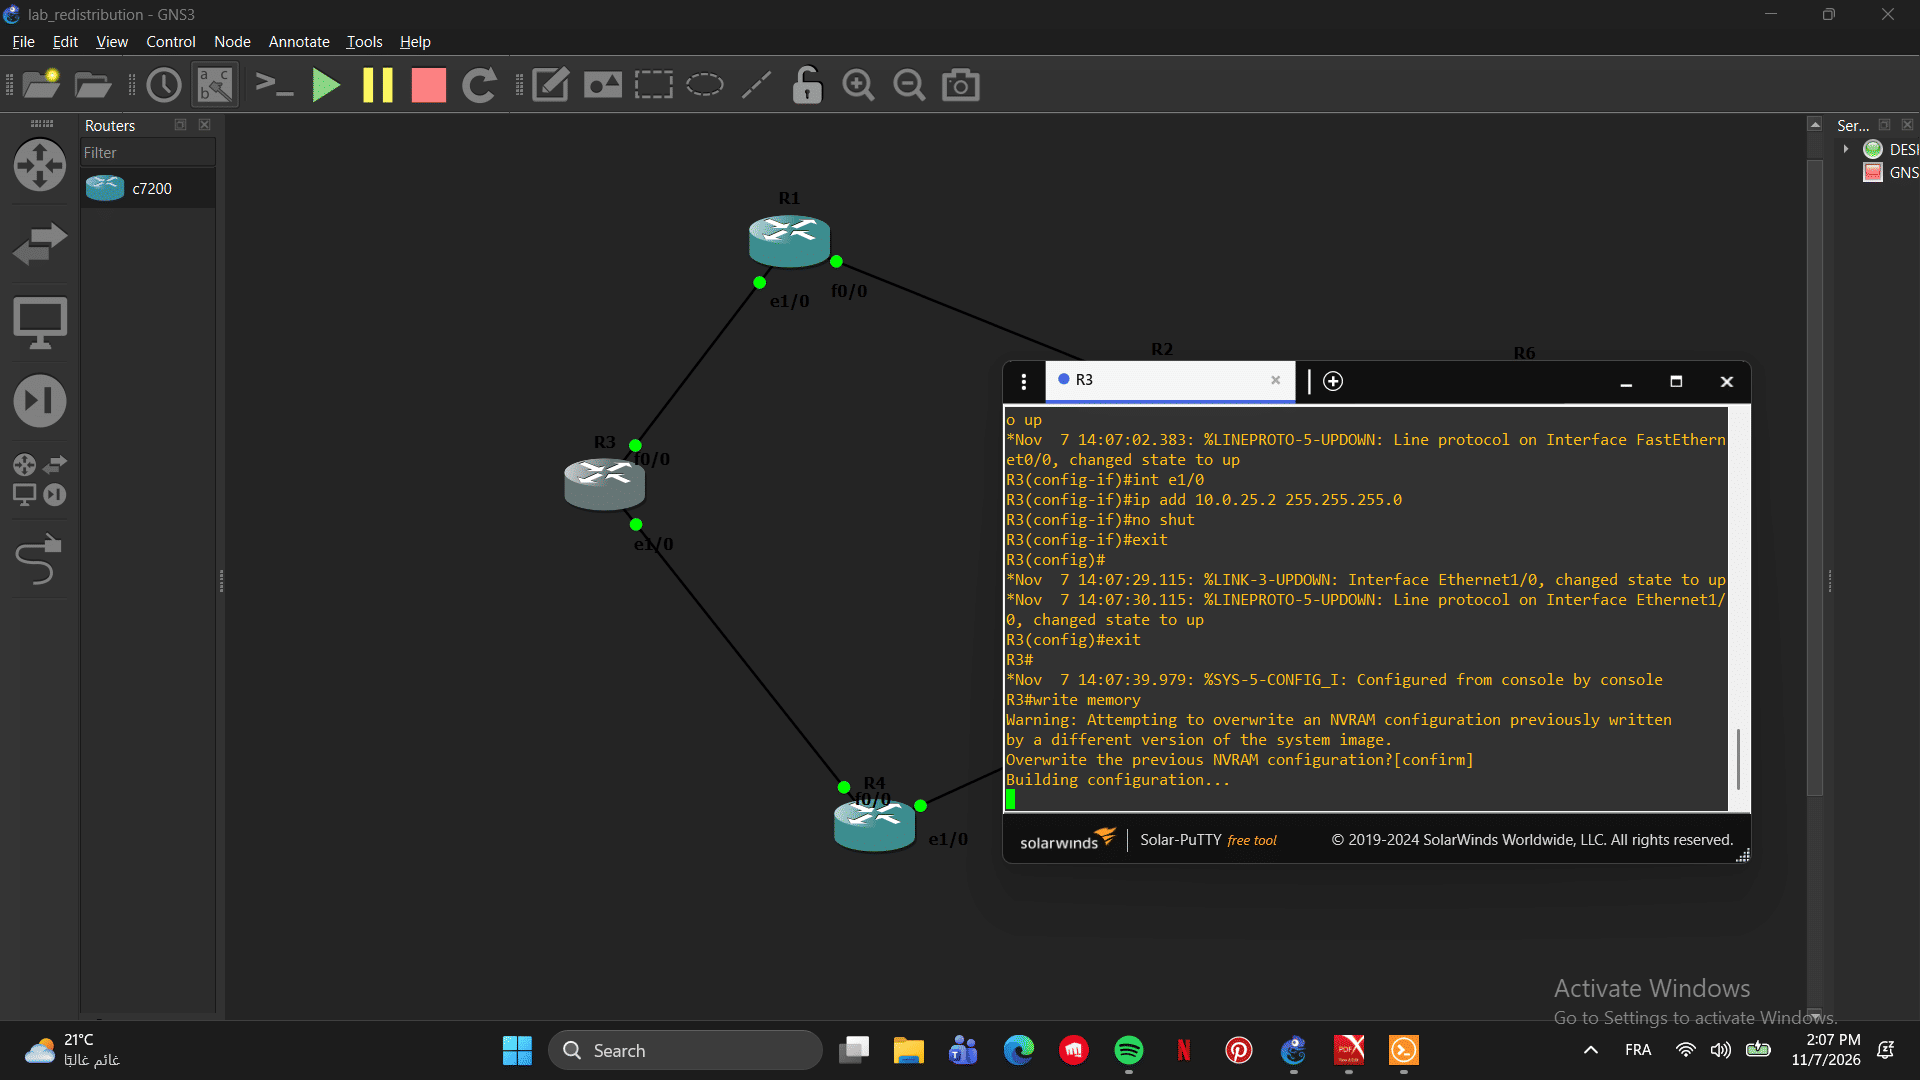 lab_redistribution - GNS3
File Edit View Control Node Annotate Tools Help
Routers
Filter
c7200
R1
e1/0
f0/0
R2
R6
R3
f0/0
e1/0
R4
f0/0
e1/0
Ser...
DESI
GNS
R3
o up
*Nov  7 14:07:02.383: %LINEPROTO-5-UPDOWN: Line protocol on Interface FastEthern
et0/0, changed state to up
R3(config-if)#int e1/0
R3(config-if)#ip add 10.0.25.2 255.255.255.0
R3(config-if)#no shut
R3(config-if)#exit
R3(config)#
*Nov  7 14:07:29.115: %LINK-3-UPDOWN: Interface Ethernet1/0, changed state to up
*Nov  7 14:07:30.115: %LINEPROTO-5-UPDOWN: Line protocol on Interface Ethernet1/
0, changed state to up
R3(config)#exit
R3#
*Nov  7 14:07:39.979: %SYS-5-CONFIG_I: Configured from console by console
R3#write memory
Warning: Attempting to overwrite an NVRAM configuration previously written
by a different version of the system image.
Overwrite the previous NVRAM configuration?[confirm]
Building configuration...
solarwinds Solar-PuTTY free tool © 2019-2024 SolarWinds Worldwide, LLC. All rights reserved.
Activate Windows
Go to Settings to activate Windows.
21°C
غائم غالبًا
Search
FRA
2:07 PM
11/7/2026